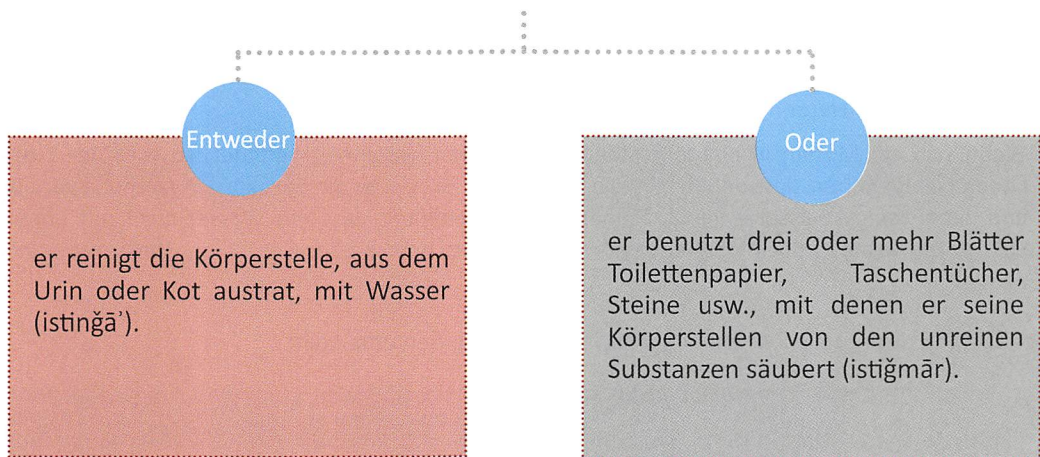 Entweder
er reinigt die Körperstelle, aus dem
Urin oder Kot austrat, mit Wasser
(istinǧāʾ).
Oder
er benutzt drei oder mehr Blätter
Toilettenpapier, Taschentücher,
Steine usw., mit denen er seine
Körperstellen von den unreinen
Substanzen säubert (istiǧmār).